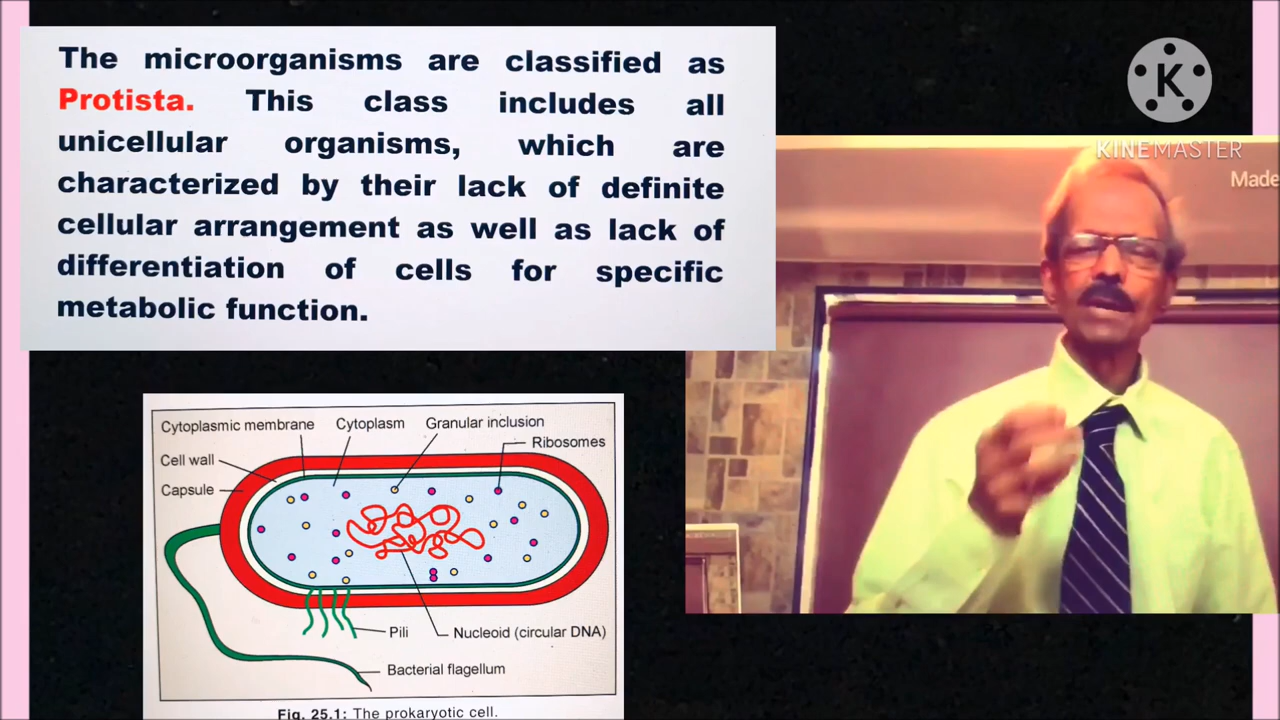 The microorganisms are classified as
Protista. This class includes all
unicellular organisms, which are
characterized by their lack of definite
cellular arrangement as well as lack of
differentiation of cells for specific
metabolic function.
K
KINEMASTER
Made
Cytoplasmic membrane
Cytoplasm
Granular inclusion
Ribosomes
Cell wall
Capsule
Pili
Nucleoid (circular DNA)
Bacterial flagellum
Fig. 25.1: The prokaryotic cell.